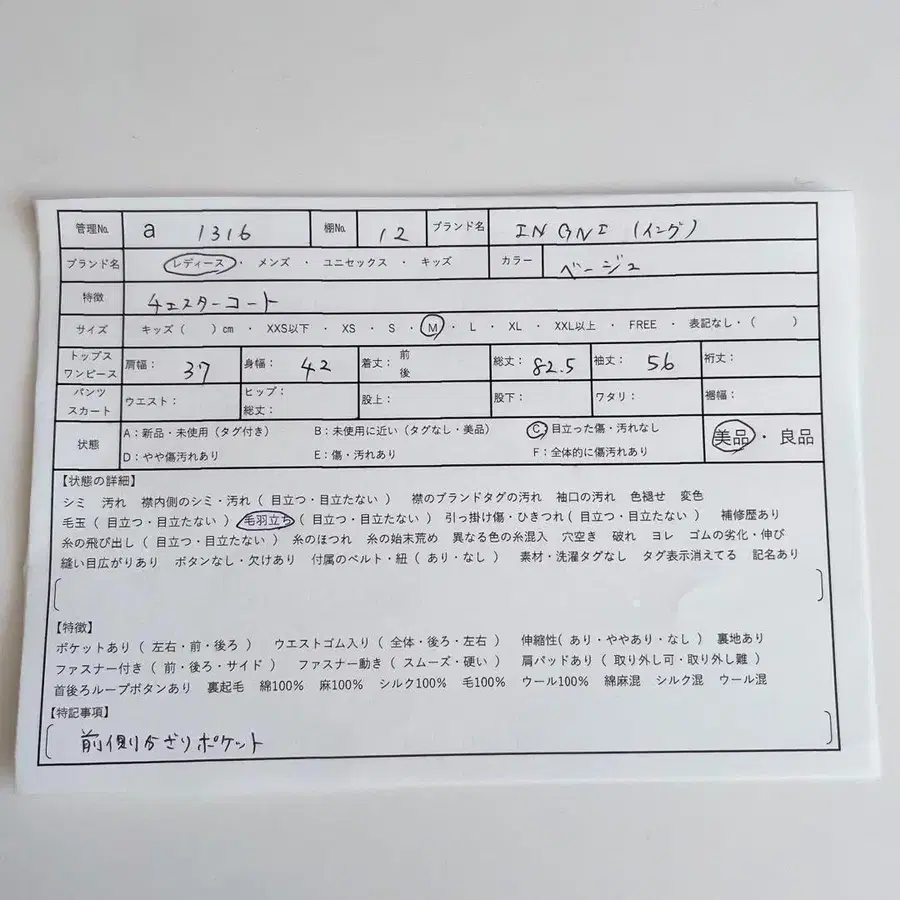 管理No. a 1316 棚No. 12 ブランド名 INGNI (イング)
ブランド名 レディース・ メンズ ・ ユニセックス ・ キッズ カラー ベージュ
特徴 チェスターコート
サイズ キッズ( )cm ・ XXS以下 ・ XS ・ S ・ M ・ L ・ XL ・ XXL以上 ・ FREE ・ 表記なし・( )
トップス ワンピース 肩幅: 37 身幅: 42 着丈: 前 後 総丈: 82.5 袖丈: 56 裄丈:
パンツ スカート ウエスト: ヒップ: 総丈: 股上: 股下: ワタリ: 裾幅:
状態 A:新品・未使用(タグ付き) B:未使用に近い(タグなし・美品) C:目立った傷・汚れなし 美品・良品
D:やや傷汚れあり E:傷・汚れあり F:全体的に傷汚れあり
【状態の詳細】
シミ 汚れ 襟内側のシミ・汚れ(目立つ・目立たない) 襟のブランドタグの汚れ 袖口の汚れ 色褪せ 変色
毛玉(目立つ・目立たない) 毛羽立ち(目立つ・目立たない) 引っ掛け傷・ひきつれ(目立つ・目立たない) 補修歴あり
糸の飛び出し(目立つ・目立たない) 糸のほつれ 糸の始末荒め 異なる色の糸混入 穴空き 破れ ヨレ ゴムの劣化・伸び
縫い目広がりあり ボタンなし・欠けあり 付属のベルト・紐(あり・なし) 素材・洗濯タグなし タグ表示消えてる 記名あり
【特徴】
ポケットあり(左右・前・後ろ) ウエストゴム入り(全体・後ろ・左右) 伸縮性(あり・ややあり・なし) 裏地あり
ファスナー付き(前・後ろ・サイド) ファスナー動き(スムーズ・硬い) 肩パッドあり(取り外し可・取り外し難)
首後ろループボタンあり 裏起毛 綿100% 麻100% シルク100% 毛100% ウール100% 綿麻混 シルク混 ウール混
【特記事項】
前側かざりポケット